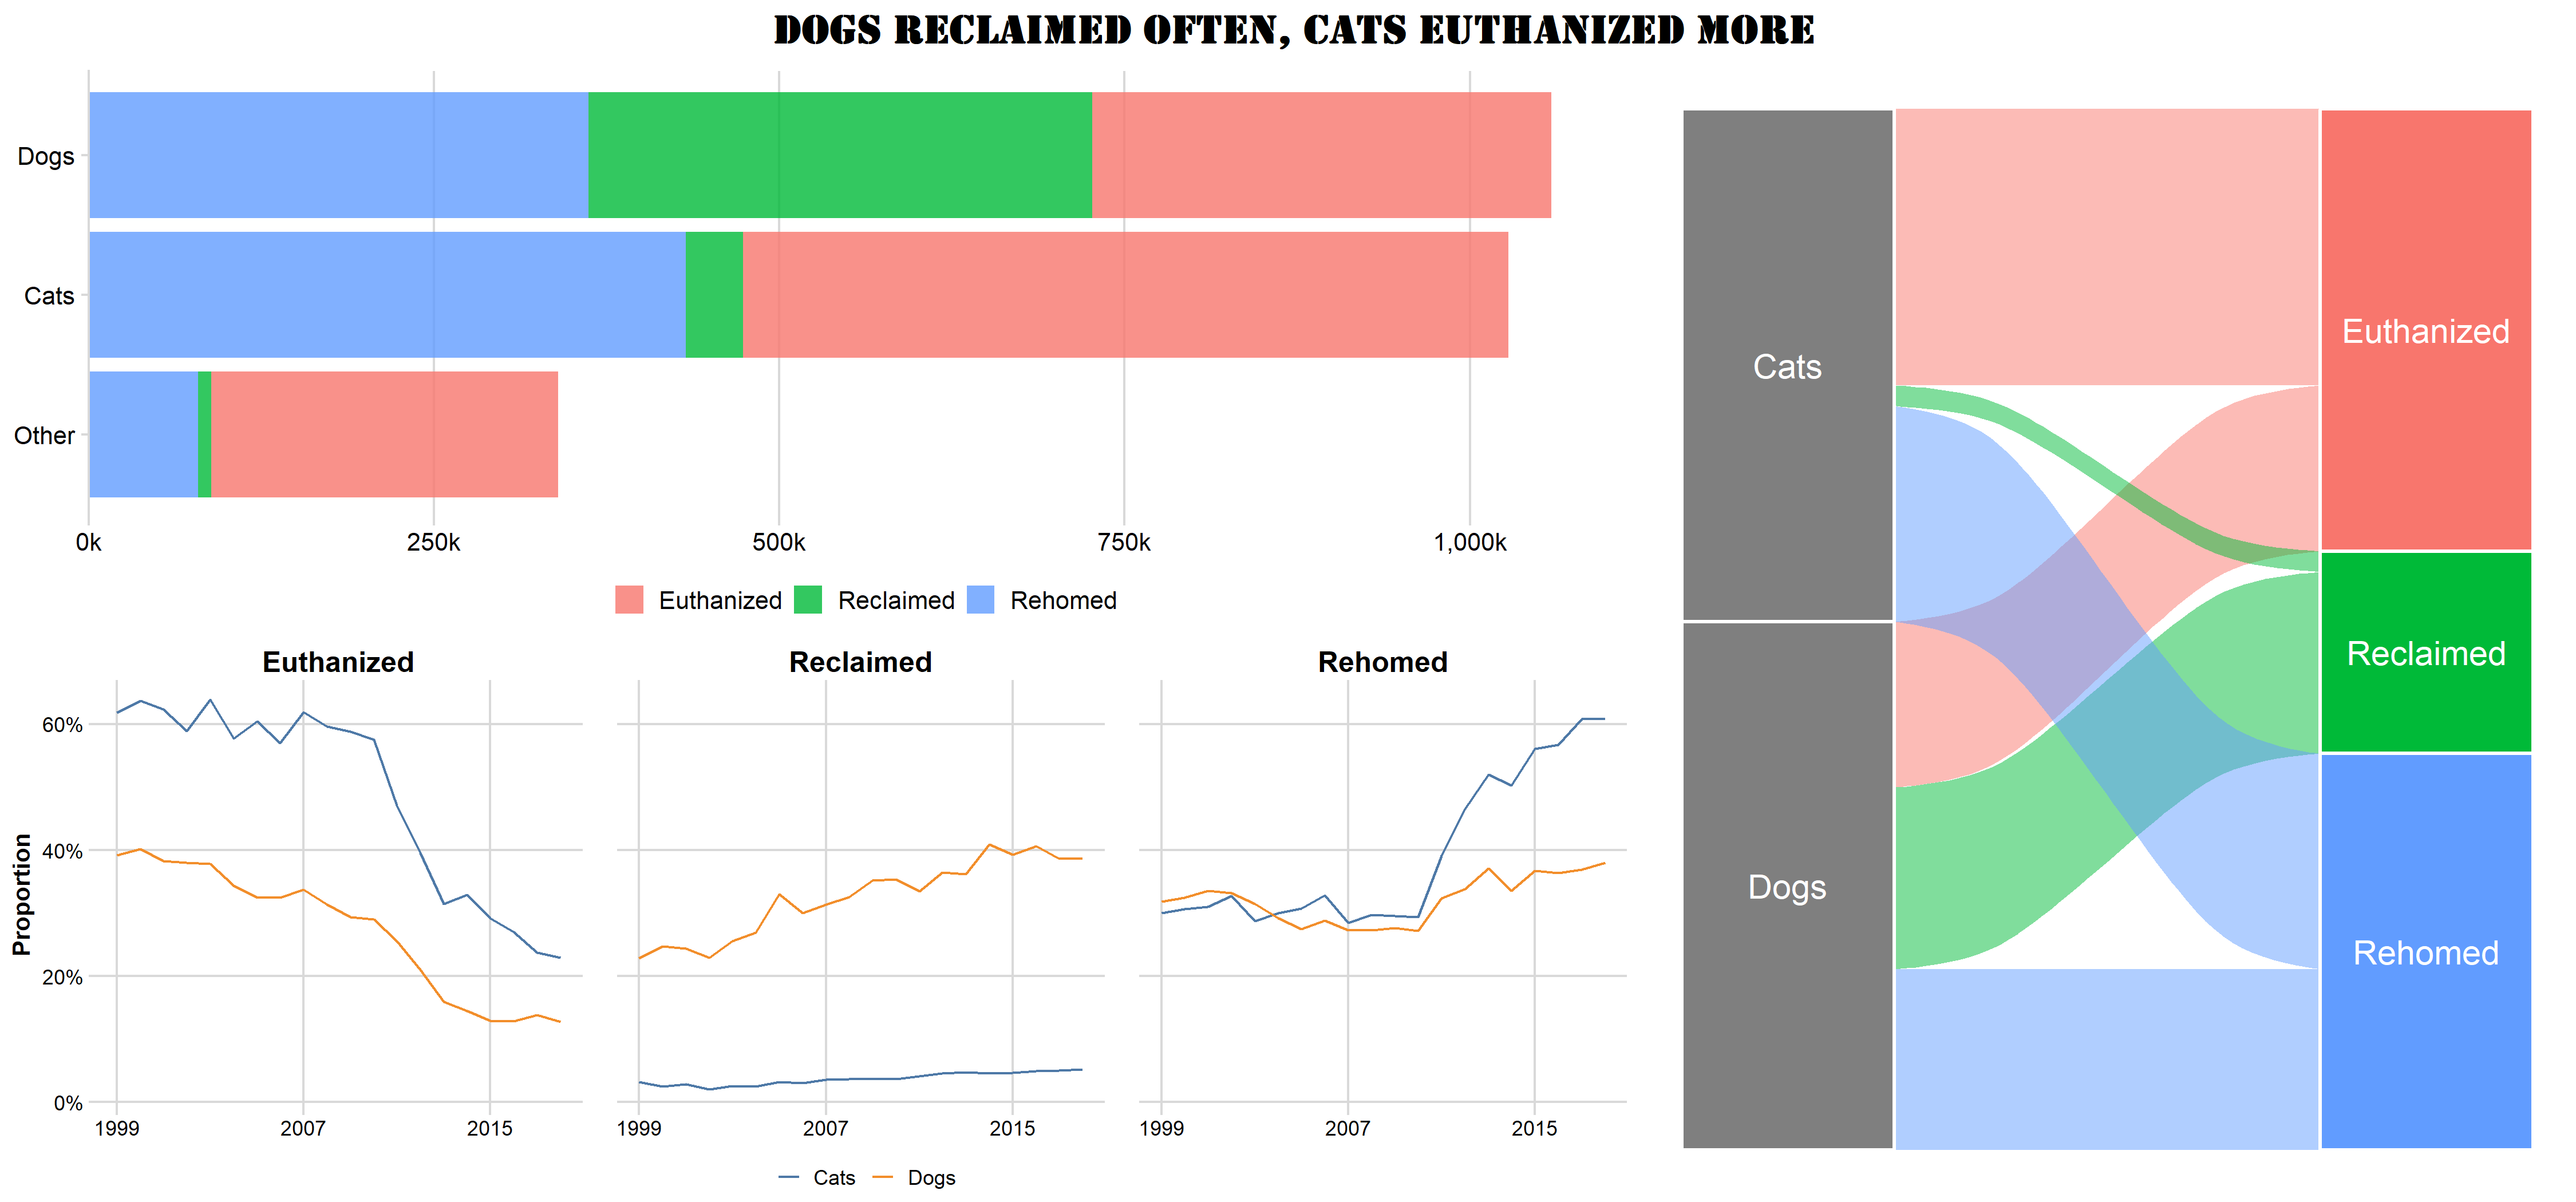 DOGS RECLAIMED OFTEN, CATS EUTHANIZED MORE
Dogs
Cats
Other
0k 250k 500k 750k 1,000k
Euthanized Reclaimed Rehomed
Euthanized Reclaimed Rehomed
Proportion
60%
40%
20%
0%
1999 2007 2015 1999 2007 2015 1999 2007 2015
Cats Dogs
Cats
Dogs
Euthanized
Reclaimed
Rehomed